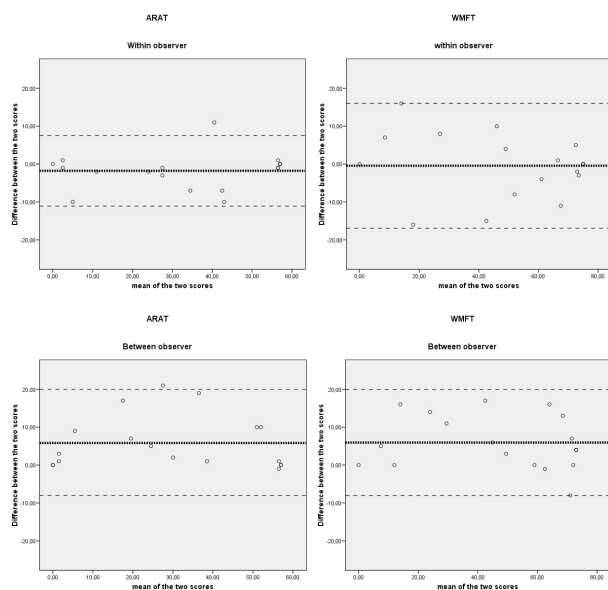 ARAT
Within observer
Difference between the two scores
20,00
10,00
0,00
-10,00
-20,00
0,00 10,00 20,00 30,00 40,00 50,00 60,00
mean of the two scores
WMFT
within observer
Difference between the two scores
20,00
10,00
0,00
-10,00
-20,00
0,00 20,00 40,00 60,00 80,00
mean of the two scores
ARAT
Between observer
Difference between the two scores
20,00
10,00
0,00
-10,00
-20,00
0,00 10,00 20,00 30,00 40,00 50,00 60,00
mean of the two scores
WMFT
Between observer
Difference between the two scores
20,00
10,00
0,00
-10,00
-20,00
0,00 20,00 40,00 60,00 80,00
mean of the two scores